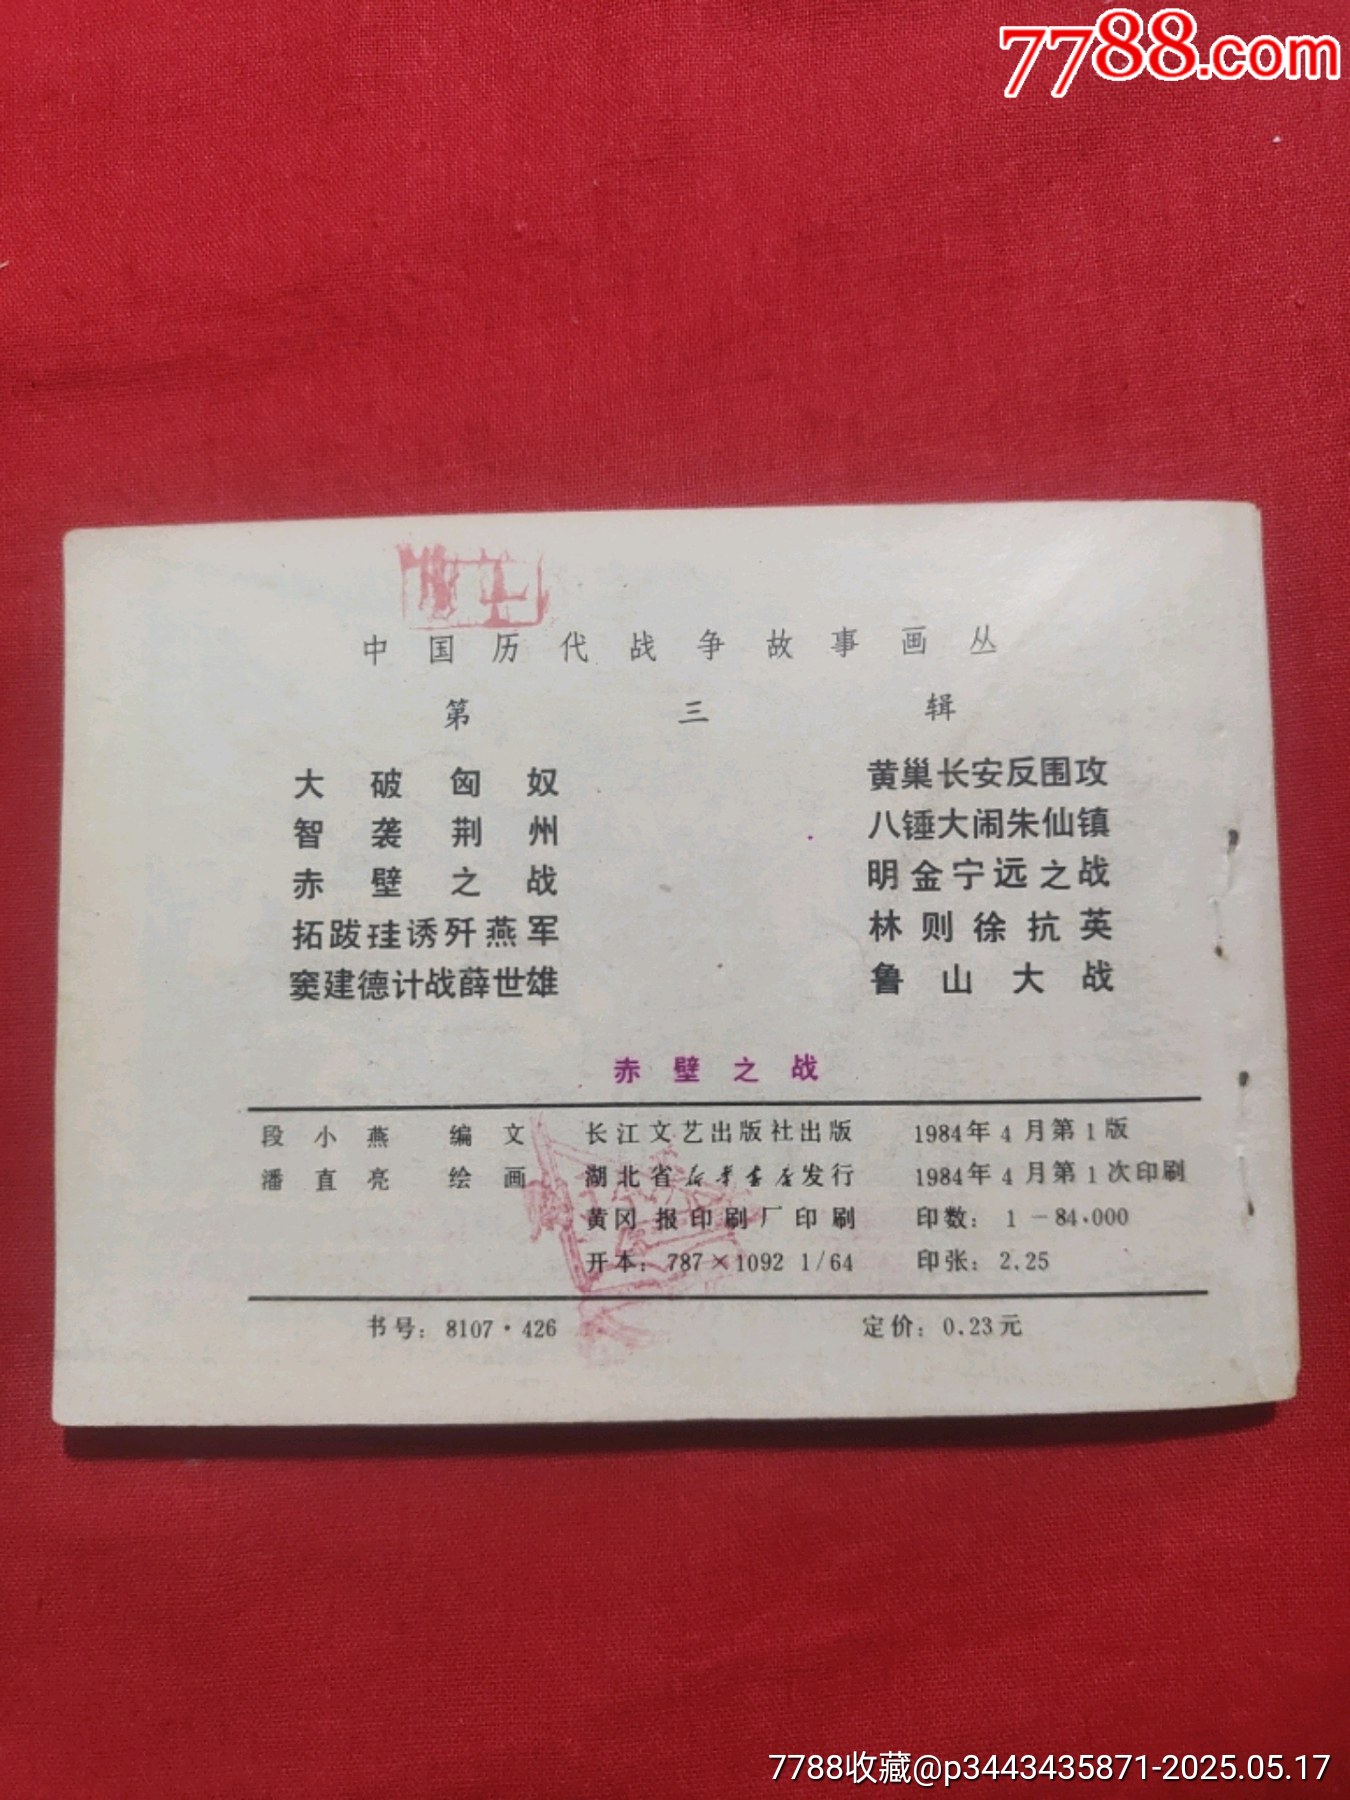 7788.com
中国历代战争故事画丛
第三辑
大破匈奴
智袭荆州
赤壁之战
拓跋珪诱歼燕军
窦建德计战薛世雄
黄巢长安反围攻
八锤大闹朱仙镇
明金宁远之战
林则徐抗英
鲁山大战
赤壁之战
段小燕 编文
潘直亮 绘画
长江文艺出版社出版
湖北省新华书店发行
黄冈报印刷厂印刷
开本：787×1092 1/64
1984年4月第1版
1984年4月第1次印刷
印数：1－84,000
印张：2.25
书号：8107·426
定价：0.23元
7788收藏@p3443435871-2025.05.17